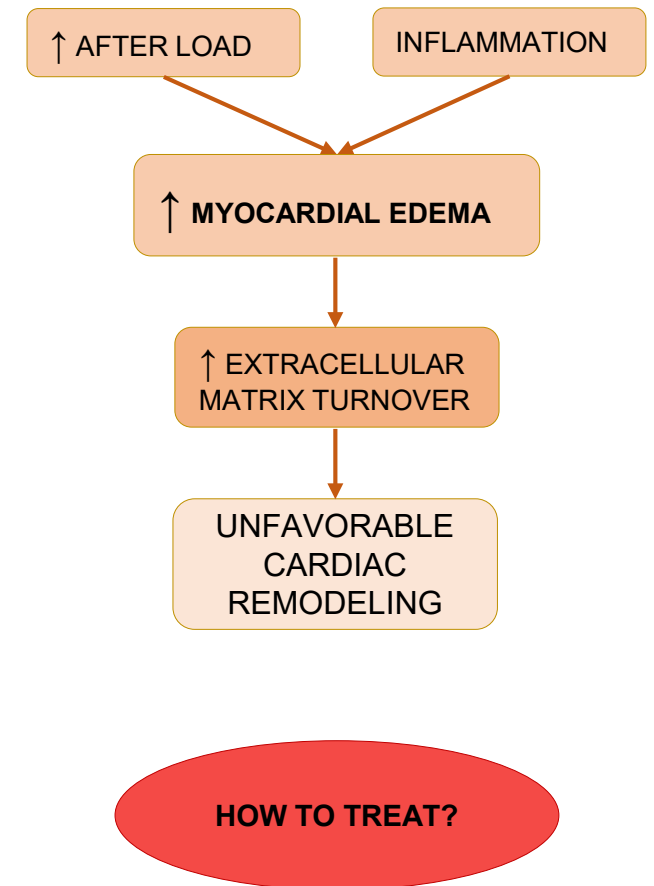 ↑ AFTER LOAD
INFLAMMATION
↑ MYOCARDIAL EDEMA
↑ EXTRACELLULAR
MATRIX TURNOVER
UNFAVORABLE
CARDIAC
REMODELING
HOW TO TREAT?